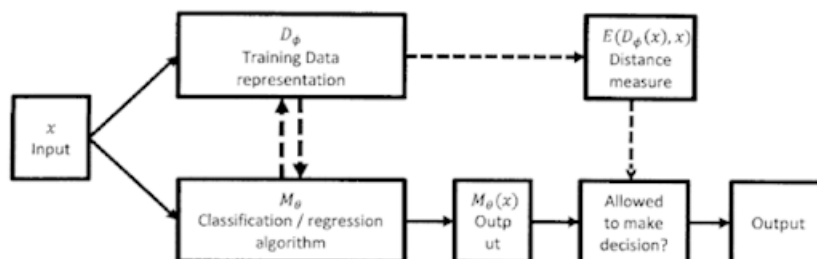 D_ϕ
Training Data
representation
E(D_ϕ(x), x)
Distance
measure
x
Input
M_θ
Classification / regression
algorithm
M_θ(x)
Outp
ut
Allowed
to make
decision?
Output